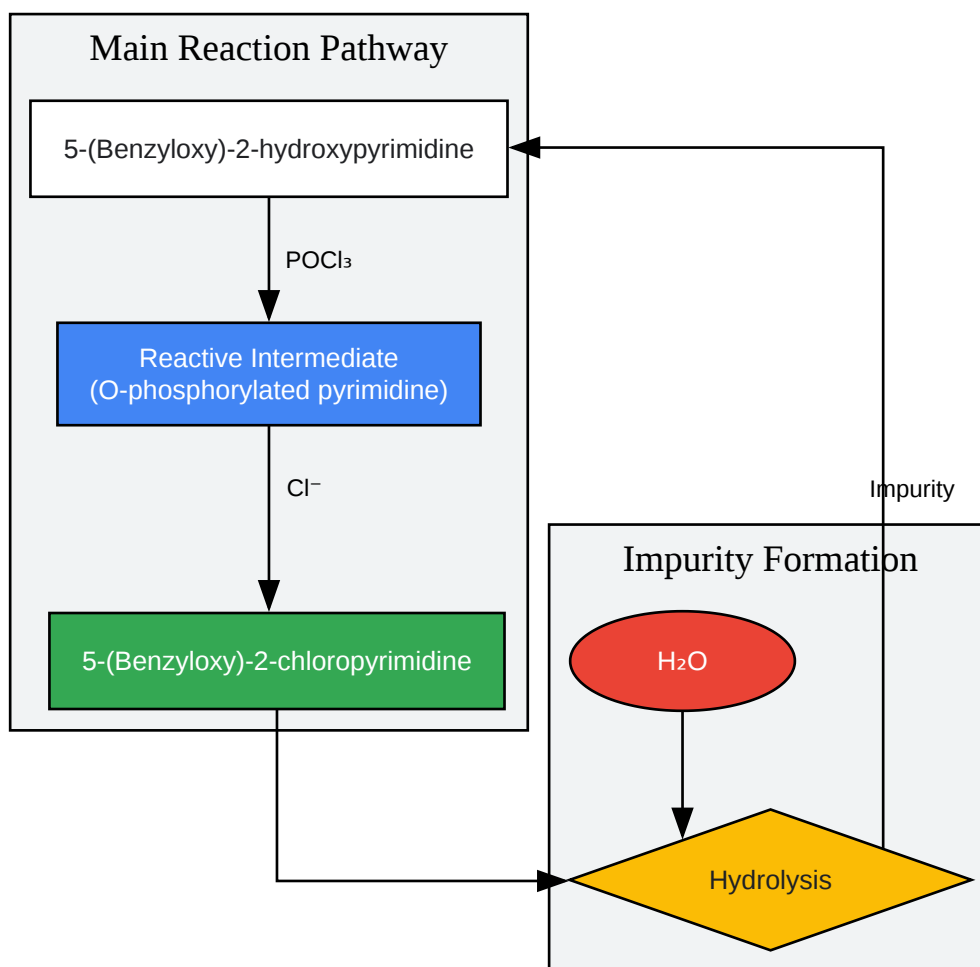 Main Reaction Pathway
5-(Benzyloxy)-2-hydroxypyrimidine
POCl₃
Reactive Intermediate
(O-phosphorylated pyrimidine)
Cl⁻
5-(Benzyloxy)-2-chloropyrimidine
Impurity
Impurity Formation
H₂O
Hydrolysis